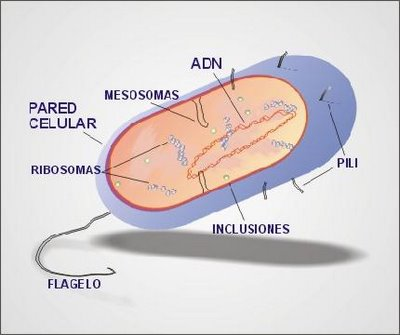 ADN
MESOSOMAS
PARED
CELULAR
RIBOSOMAS
PILI
INCLUSIONES
FLAGELO